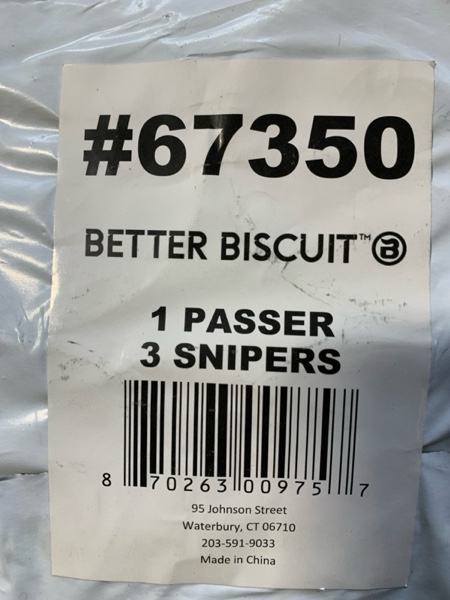 #67350
BETTER BISCUIT™ B
1 PASSER
3 SNIPERS
8 70263 00975 7
95 Johnson Street
Waterbury, CT 06710
203-591-9033
Made in China